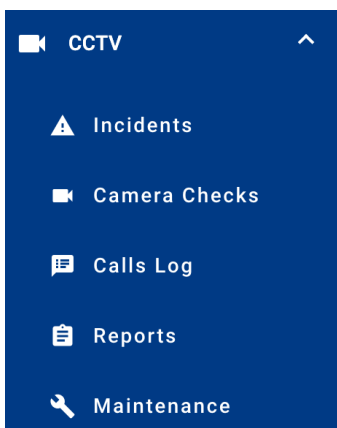 CCTV
Incidents
Camera Checks
Calls Log
Reports
Maintenance